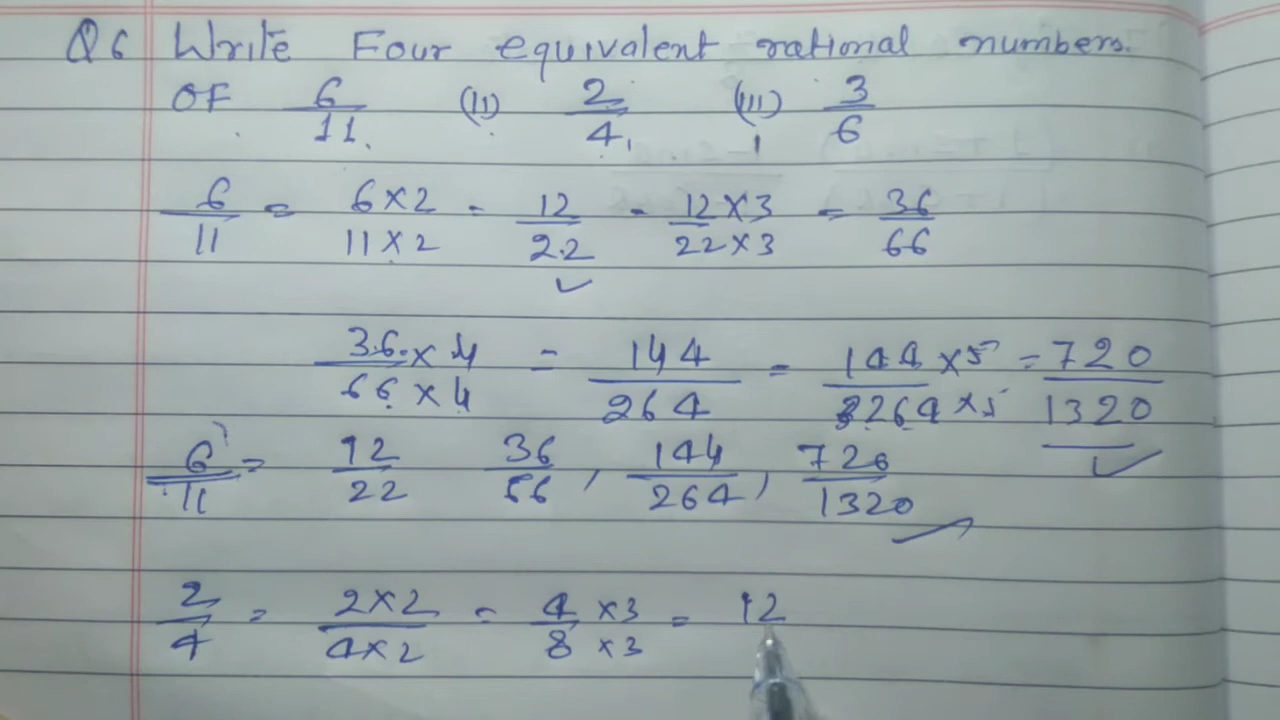 Q6 Write Four equivalent rational numbers.
OF 6/11. (II) 2/4, (III) 3/6
6/11 = 6×2/11×2 = 12/22 = 12×3/22×3 = 36/66
36×4/66×4 = 144/264 = 144×5/264×5 = 720/1320
6/11 = 12/22 36/66, 144/264, 720/1320
2/4 = 2×2/4×2 = 4×3/8×3 = 12